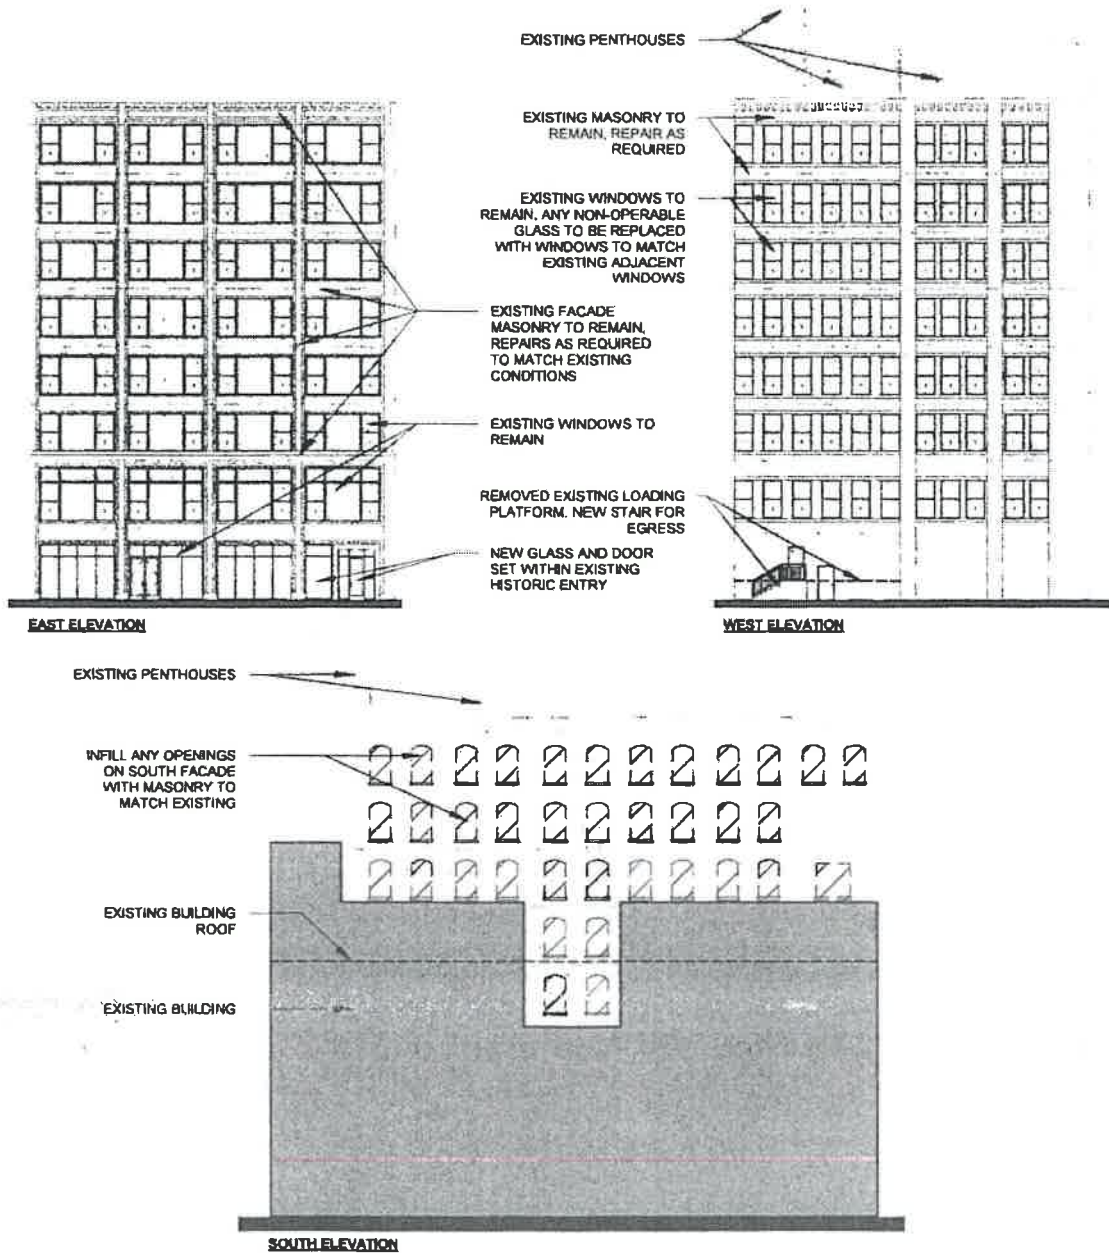 EXISTING PENTHOUSES
EXISTING MASONRY TO
REMAIN, REPAIR AS
REQUIRED
EXISTING WINDOWS TO
REMAIN, ANY NON-OPERABLE
GLASS TO BE REPLACED
WITH WINDOWS TO MATCH
EXISTING ADJACENT
WINDOWS
EXISTING FAÇADE
MASONRY TO REMAIN,
REPAIRS AS REQUIRED
TO MATCH EXISTING
CONDITIONS
EXISTING WINDOWS TO
REMAIN
REMOVED EXISTING LOADING
PLATFORM. NEW STAIR FOR
EGRESS
NEW GLASS AND DOOR
SET WITHIN EXISTING
HISTORIC ENTRY
EAST ELEVATION
WEST ELEVATION
EXISTING PENTHOUSES
INFILL ANY OPENINGS
ON SOUTH FACADE
WITH MASONRY TO
MATCH EXISTING
EXISTING BUILDING
ROOF
EXISTING BUILDING
SOUTH ELEVATION